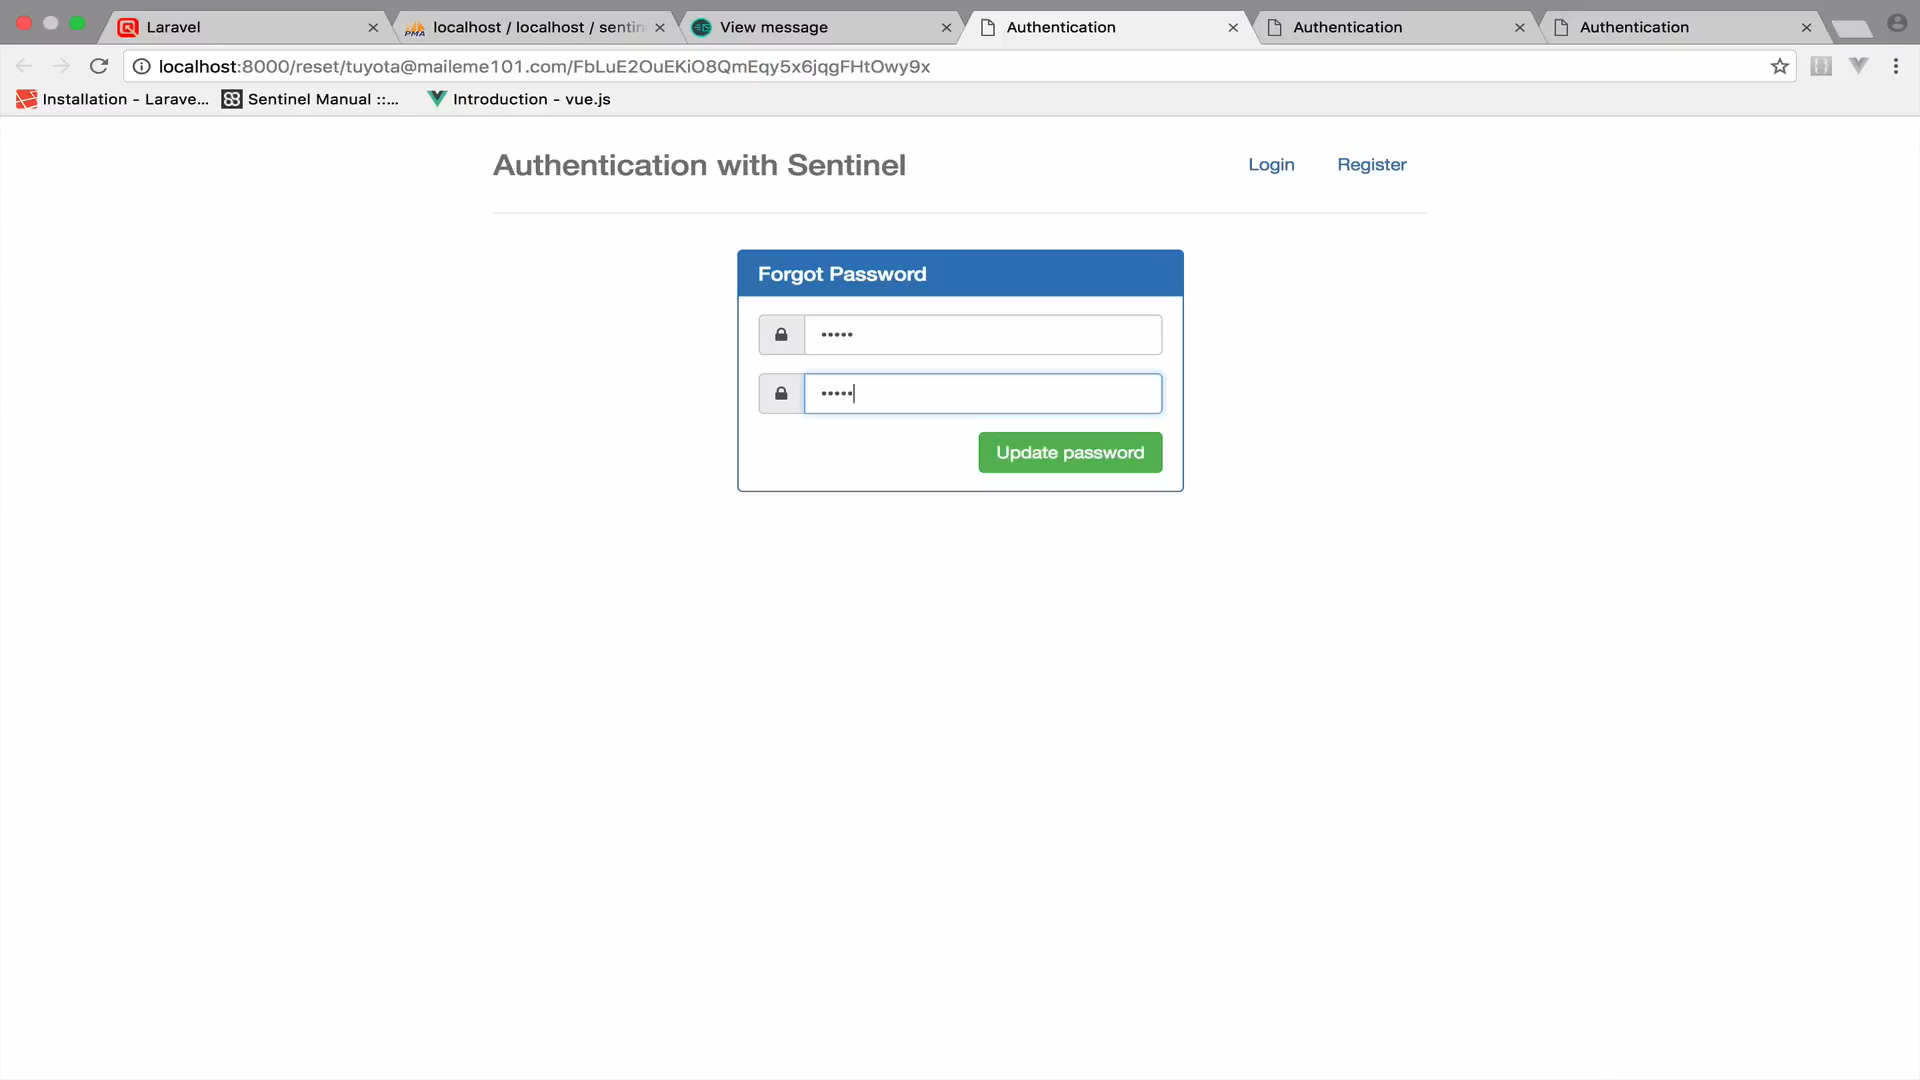 Laravel
localhost / localhost / sentin
View message
Authentication
Authentication
Authentication
localhost:8000/reset/tuyota@maileme101.com/FbLuE2OuEKiO8QmEqy5x6jqgFHtOwy9x
Installation - Larave...
Sentinel Manual ::...
Introduction - vue.js
Authentication with Sentinel
Login
Register
Forgot Password
•••••
•••••
Update password